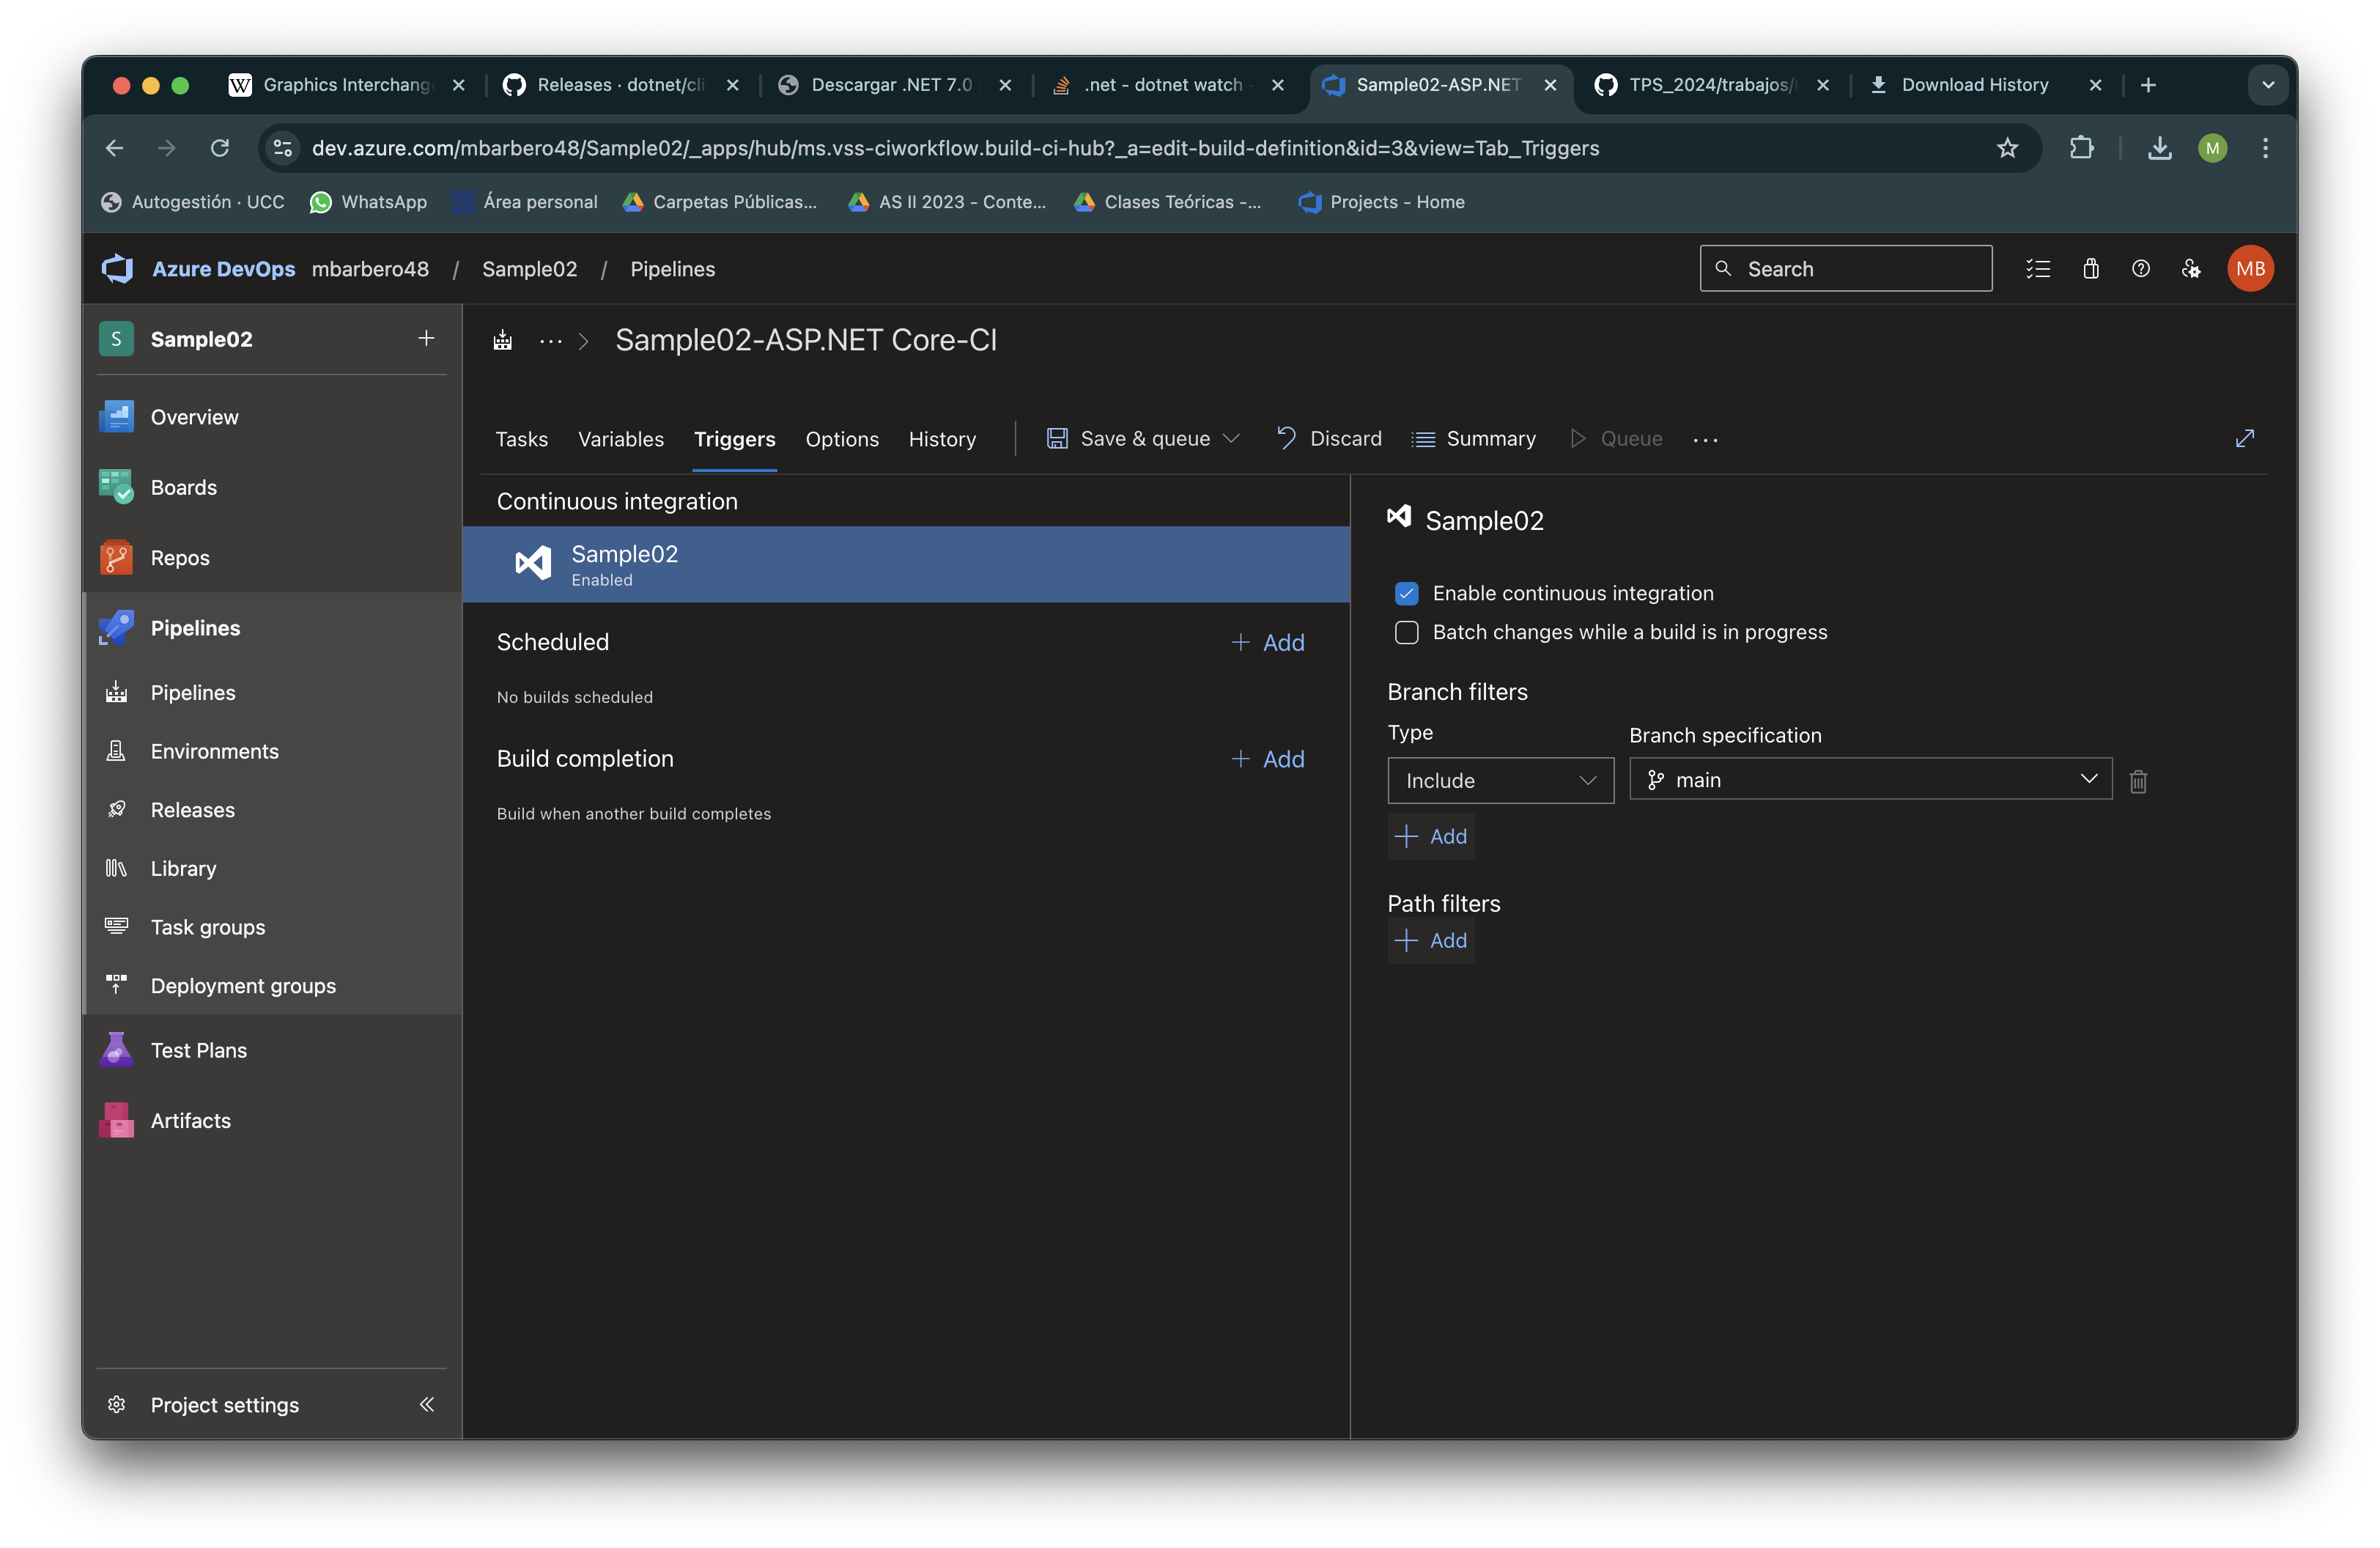 Graphics Interchang
Releases · dotnet/cli
Descargar .NET 7.0
.net - dotnet watch -
Sample02-ASP.NET
TPS_2024/trabajos/
Download History
dev.azure.com/mbarbero48/Sample02/_apps/hub/ms.vss-ciworkflow.build-ci-hub?_a=edit-build-definition&id=3&view=Tab_Triggers
M
Autogestión · UCC
WhatsApp
Área personal
Carpetas Públicas...
AS II 2023 - Conte...
Clases Teóricas -...
Projects - Home
Azure DevOps mbarbero48 / Sample02 / Pipelines
Search
MB
S Sample02
Overview
Boards
Repos
Pipelines
Pipelines
Environments
Releases
Library
Task groups
Deployment groups
Test Plans
Artifacts
Project settings
... > Sample02-ASP.NET Core-CI
Tasks Variables Triggers Options History Save & queue Discard Summary Queue ...
Continuous integration
Sample02
Enabled
Scheduled
+ Add
No builds scheduled
Build completion
+ Add
Build when another build completes
Sample02
Enable continuous integration
Batch changes while a build is in progress
Branch filters
Type Branch specification
Include main
+ Add
Path filters
+ Add